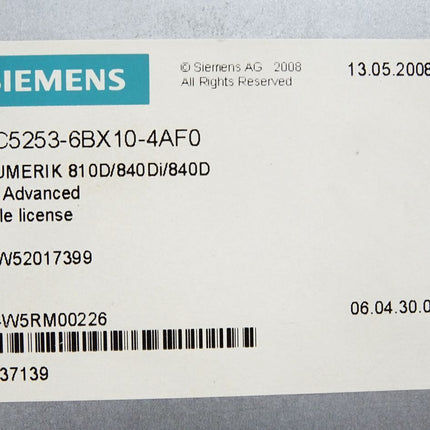 SIEMENS
© Siemens AG 2008
All Rights Reserved
13.05.2008
C5253-6BX10-4AF0
UMERIK 810D/840Di/840D
Advanced
le license
W52017399
W5RM00226
06.04.30.0
37139